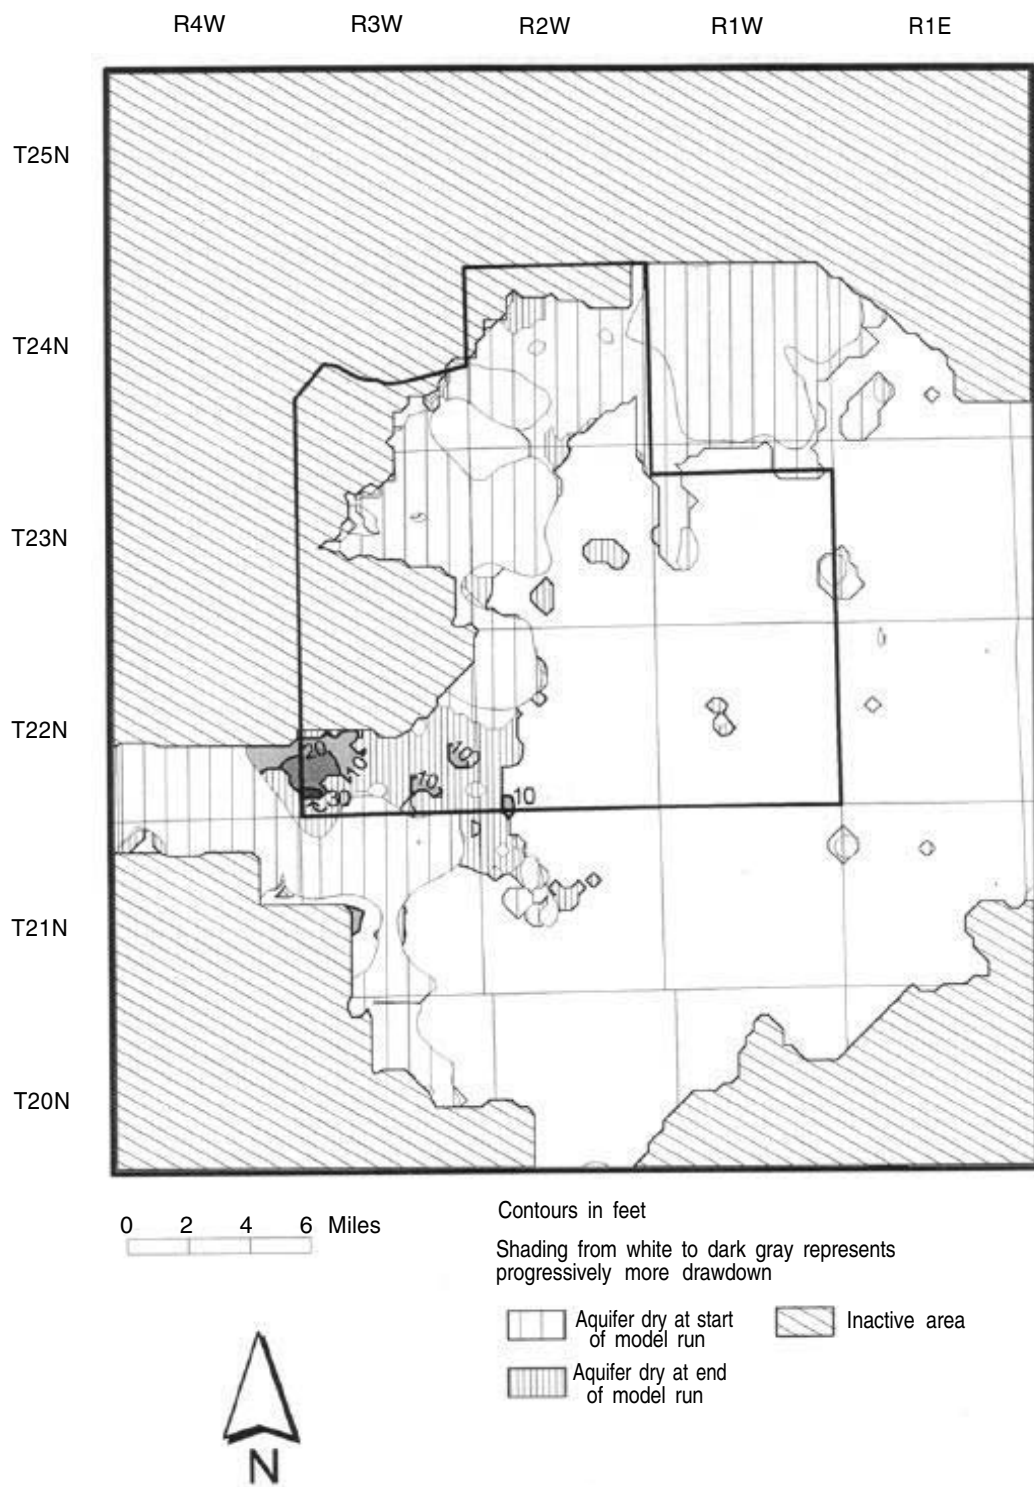 R4W R3W R2W R1W R1E
T25N
T24N
T23N
T22N
20
10
10
10
30
10
T21N
T20N
0 2 4 6 Miles
Contours in feet
Shading from white to dark gray represents
progressively more drawdown
Aquifer dry at start
of model run
Inactive area
Aquifer dry at end
of model run
N